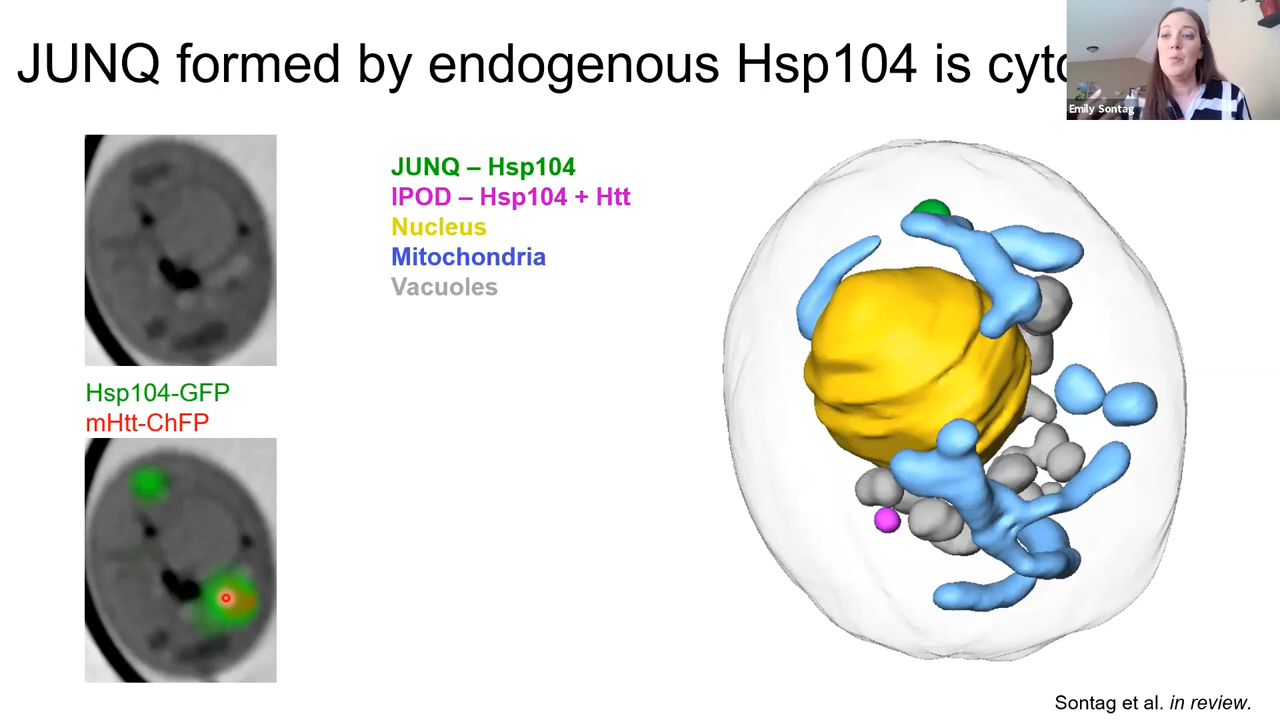 JUNQ formed by endogenous Hsp104 is
Emily Sontag
JUNQ – Hsp104
IPOD – Hsp104 + Htt
Nucleus
Mitochondria
Vacuoles
Hsp104-GFP
mHtt-ChFP
Sontag et al. in review.